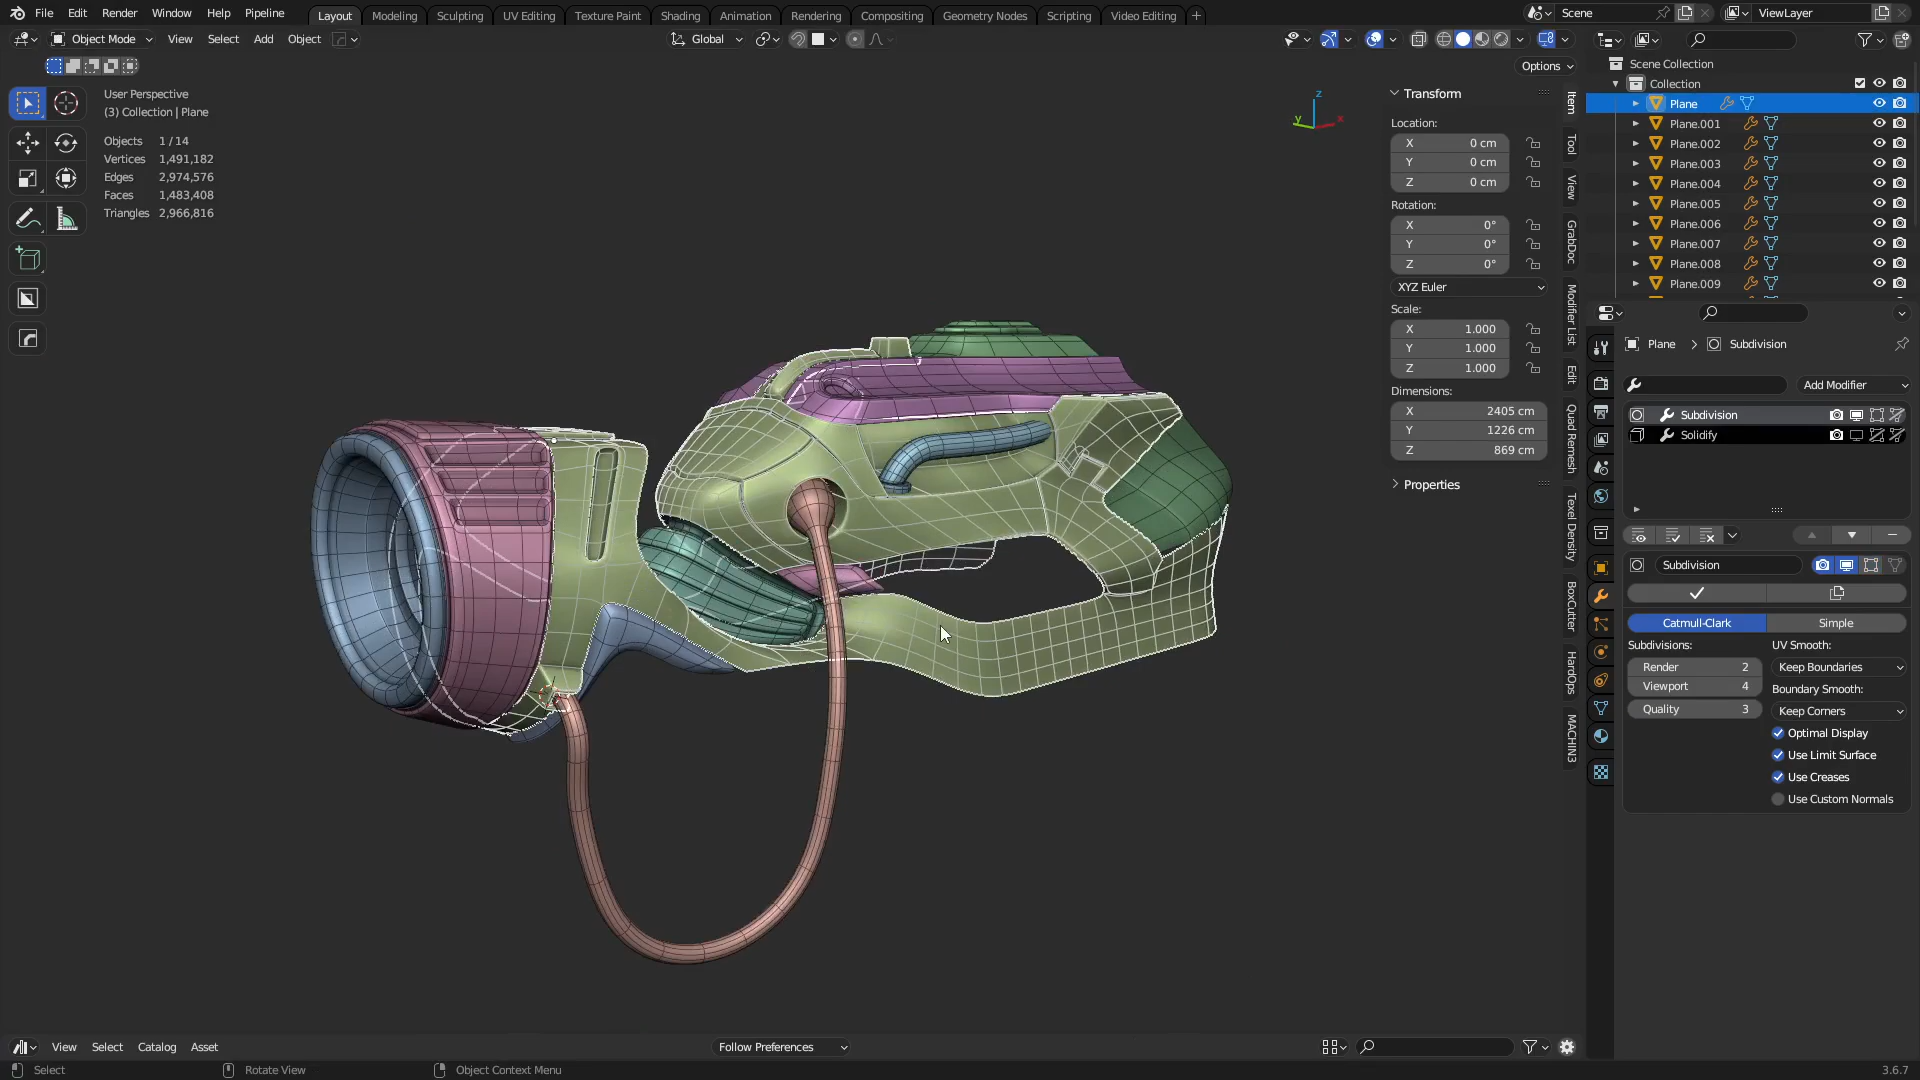 File Edit Render Window Help Pipeline Layout Modeling Sculpting UV Editing Texture Paint Shading Animation Rendering Compositing Geometry Nodes Scripting Video Editing + Scene ViewLayer
Object Mode View Select Add Object Global
Options
User Perspective
(3) Collection | Plane
Objects 1 / 14
Vertices 1,491,182
Edges 2,974,576
Faces 1,483,408
Triangles 2,966,816
z
y
x
Transform
Location:
X 0 cm
Y 0 cm
Z 0 cm
Rotation:
X 0°
Y 0°
Z 0°
XYZ Euler
Scale:
X 1.000
Y 1.000
Z 1.000
Dimensions:
X 2405 cm
Y 1226 cm
Z 869 cm
Properties
Item
Tool
View
GrabDoc
Modifier List
Edit
Quad Remesh
Texel Density
BoxCutter
HardOps
MACHIN3
Scene Collection
Collection
Plane
Plane.001
Plane.002
Plane.003
Plane.004
Plane.005
Plane.006
Plane.007
Plane.008
Plane.009
Plane > Subdivision
Add Modifier
Subdivision
Solidify
Subdivision
Catmull-Clark Simple
Subdivisions: UV Smooth:
Render 2 Keep Boundaries
Viewport 4 Boundary Smooth:
Quality 3 Keep Corners
Optimal Display
Use Limit Surface
Use Creases
Use Custom Normals
View Select Catalog Asset Follow Preferences
Select Rotate View Object Context Menu 3.6.7